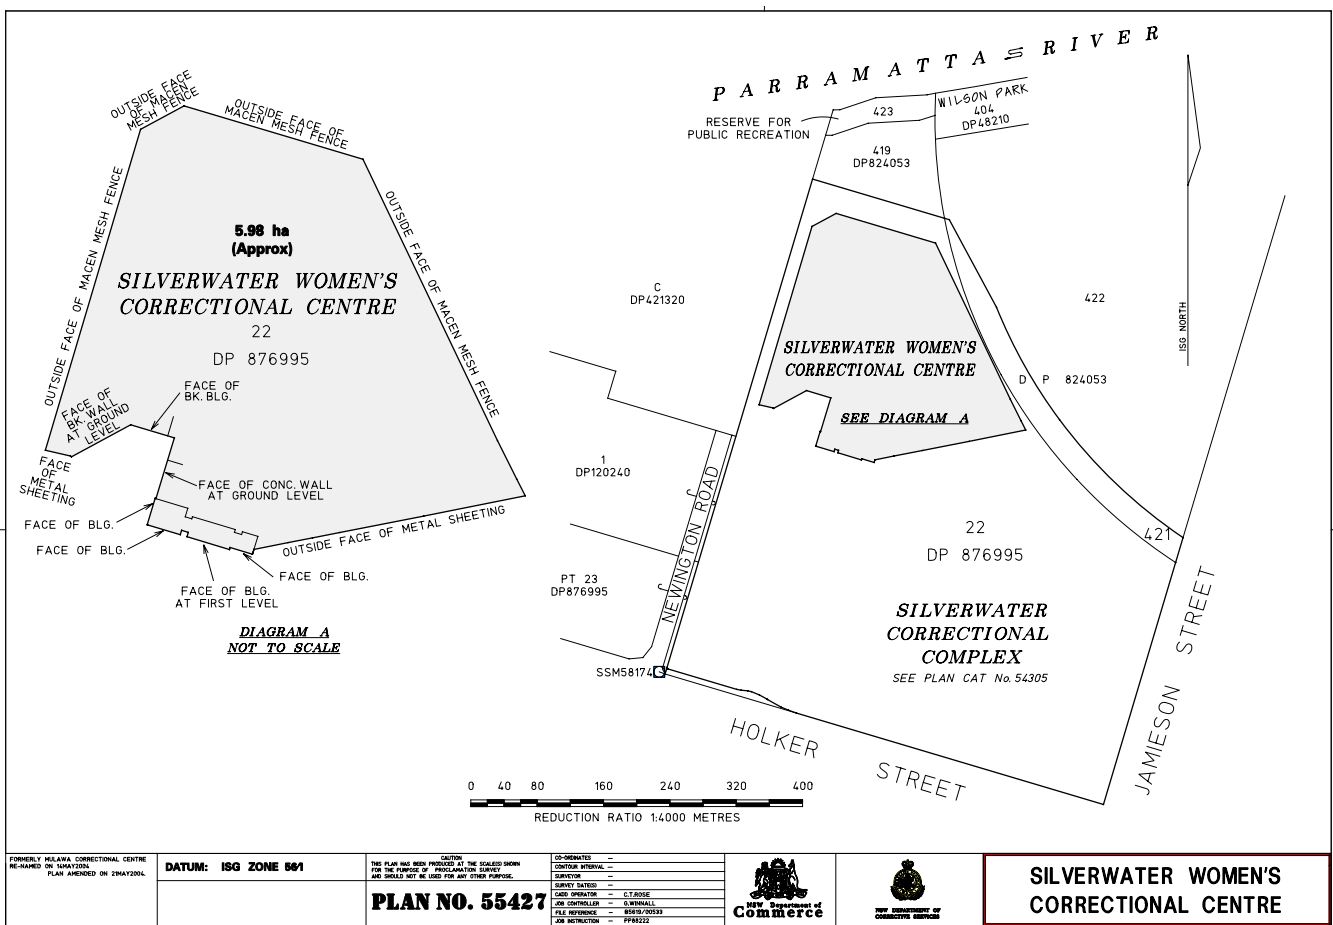 PARRAMATTA RIVER
OUTSIDE FACE
OF MACEN
MESH FENCE
OUTSIDE FACE OF
MACEN MESH FENCE
OUTSIDE FACE OF MACEN MESH FENCE
OUTSIDE FACE OF MACEN MESH FENCE
5.98 ha
(Approx)
SILVERWATER WOMEN'S
CORRECTIONAL CENTRE
22
DP 876995
FACE OF
BK. BLG.
FACE OF
BK. WALL
AT GROUND
LEVEL
FACE
OF
METAL
SHEETING
FACE OF CONC. WALL
AT GROUND LEVEL
FACE OF BLG.
FACE OF BLG.
OUTSIDE FACE OF METAL SHEETING
FACE OF BLG.
FACE OF BLG.
AT FIRST LEVEL
DIAGRAM A
NOT TO SCALE
RESERVE FOR
PUBLIC RECREATION
423
WILSON PARK
404
DP48210
419
DP824053
C
DP421320
422
ISG NORTH
SILVERWATER WOMEN'S
CORRECTIONAL CENTRE
SEE DIAGRAM A
D P 824053
1
DP120240
NEWINGTON ROAD
PT 23
DP876995
22
DP 876995
421
SILVERWATER
CORRECTIONAL
COMPLEX
SEE PLAN CAT No. 54305
SSM58174
HOLKER STREET
JAMIESON STREET
0 40 80 160 240 320 400
REDUCTION RATIO 1:4000 METRES
FORMERLY MULAWA CORRECTIONAL CENTRE
RE-NAMED ON 14MAY2004
PLAN AMENDED ON 21MAY2004.
DATUM: ISG ZONE 56/1
CAUTION
THIS PLAN HAS BEEN PRODUCED AT THE SCALE(S) SHOWN
FOR THE PURPOSE OF PROCLAMATION SURVEY
AND SHOULD NOT BE USED FOR ANY OTHER PURPOSE.
PLAN NO. 55427
CO-ORDINATES –
CONTOUR INTERVAL –
SURVEYOR –
SURVEY DATE(S) –
CADD OPERATOR – C.T.ROSE
JOB CONTROLLER – G.WINNALL
FILE REFERENCE – BS619/00533
JOB INSTRUCTION – PF88222
NSW Department of
Commerce
NSW DEPARTMENT OF
CORRECTIVE SERVICES
SILVERWATER WOMEN'S
CORRECTIONAL CENTRE